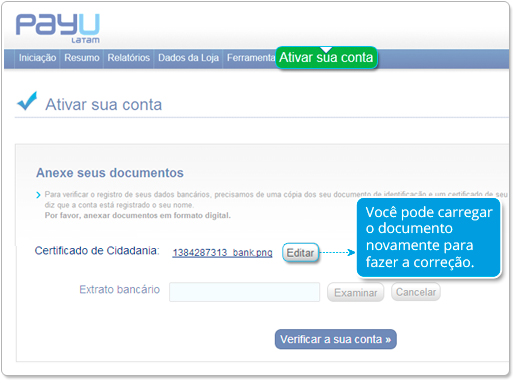 PayU
LATAM
Iniciação Resumo Relatórios Dados da Loja Ferramenta Ativar sua conta
Ativar sua conta
Anexe seus documentos
Para verificar o registro de seus dados bancários, precisamos de uma cópia dos seu documento de identificação e um certificado de seu
diz que a conta está registrado o seu nome.
Por favor, anexar documentos em formato digital.
Certificado de Cidadania: 1384287313_bank.png Editar
Você pode carregar
o documento
novamente para
fazer a correção.
Extrato bancário Examinar Cancelar
Verificar a sua conta »